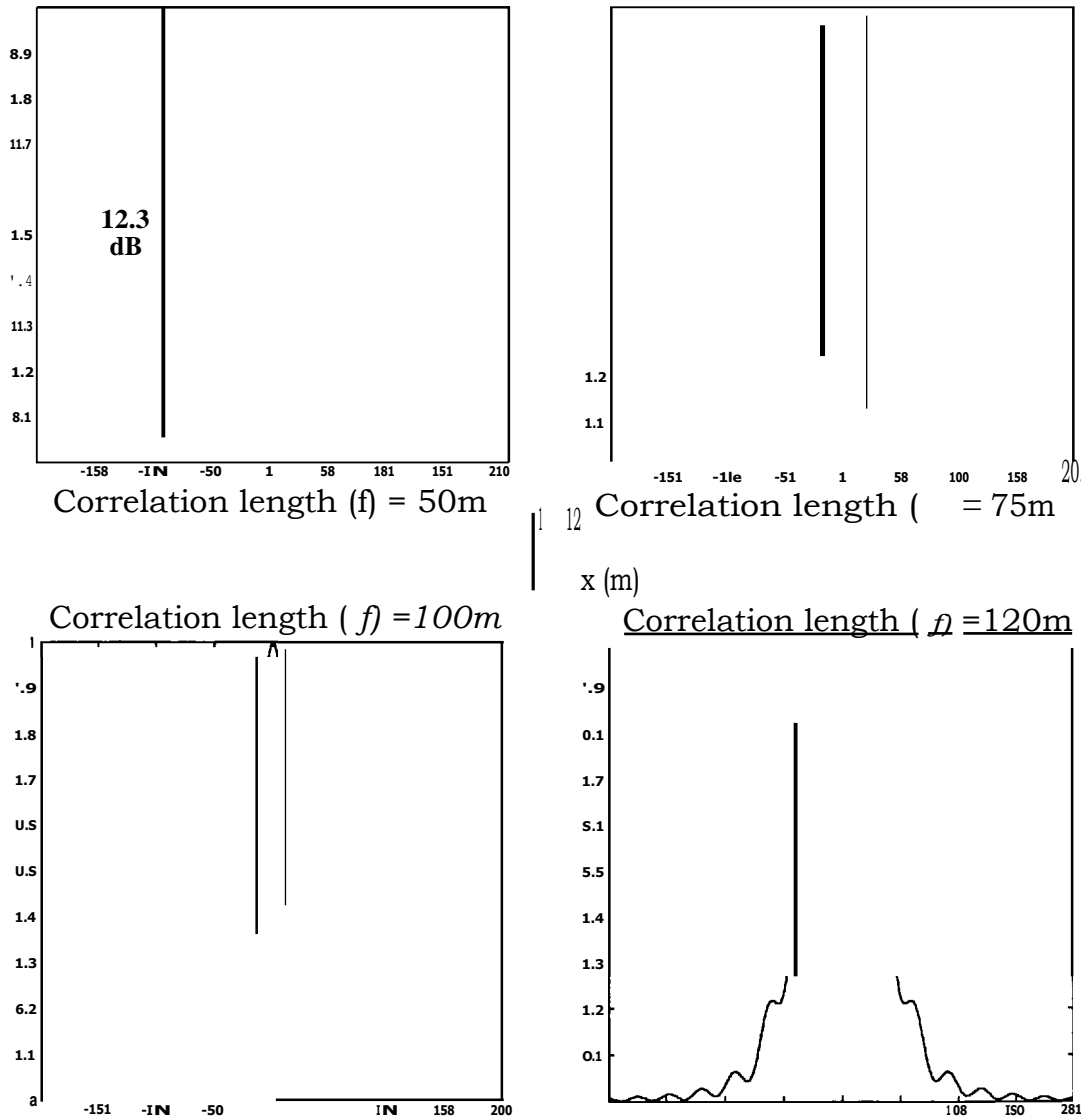 8.9
1.8
11.7
12.3
dB
1.5
'.4
11.3
1.2
8.1
-158 -IN -50 1 58 181 151 210
Correlation length (f) = 50m
1.2
1.1
-151 -1le -51 1 58 100 158 20.
Correlation length ( = 75m
1 12
x (m)
Correlation length ( f) =100m
1
'.9
1.8
1.7
U.S
U.S
1.4
1.3
6.2
1.1
a
-151 -IN -50 IN 158 200
Correlation length ( f) =120m
'.9
0.1
1.7
S.1
5.5
1.4
1.3
1.2
0.1
108 ISO 281